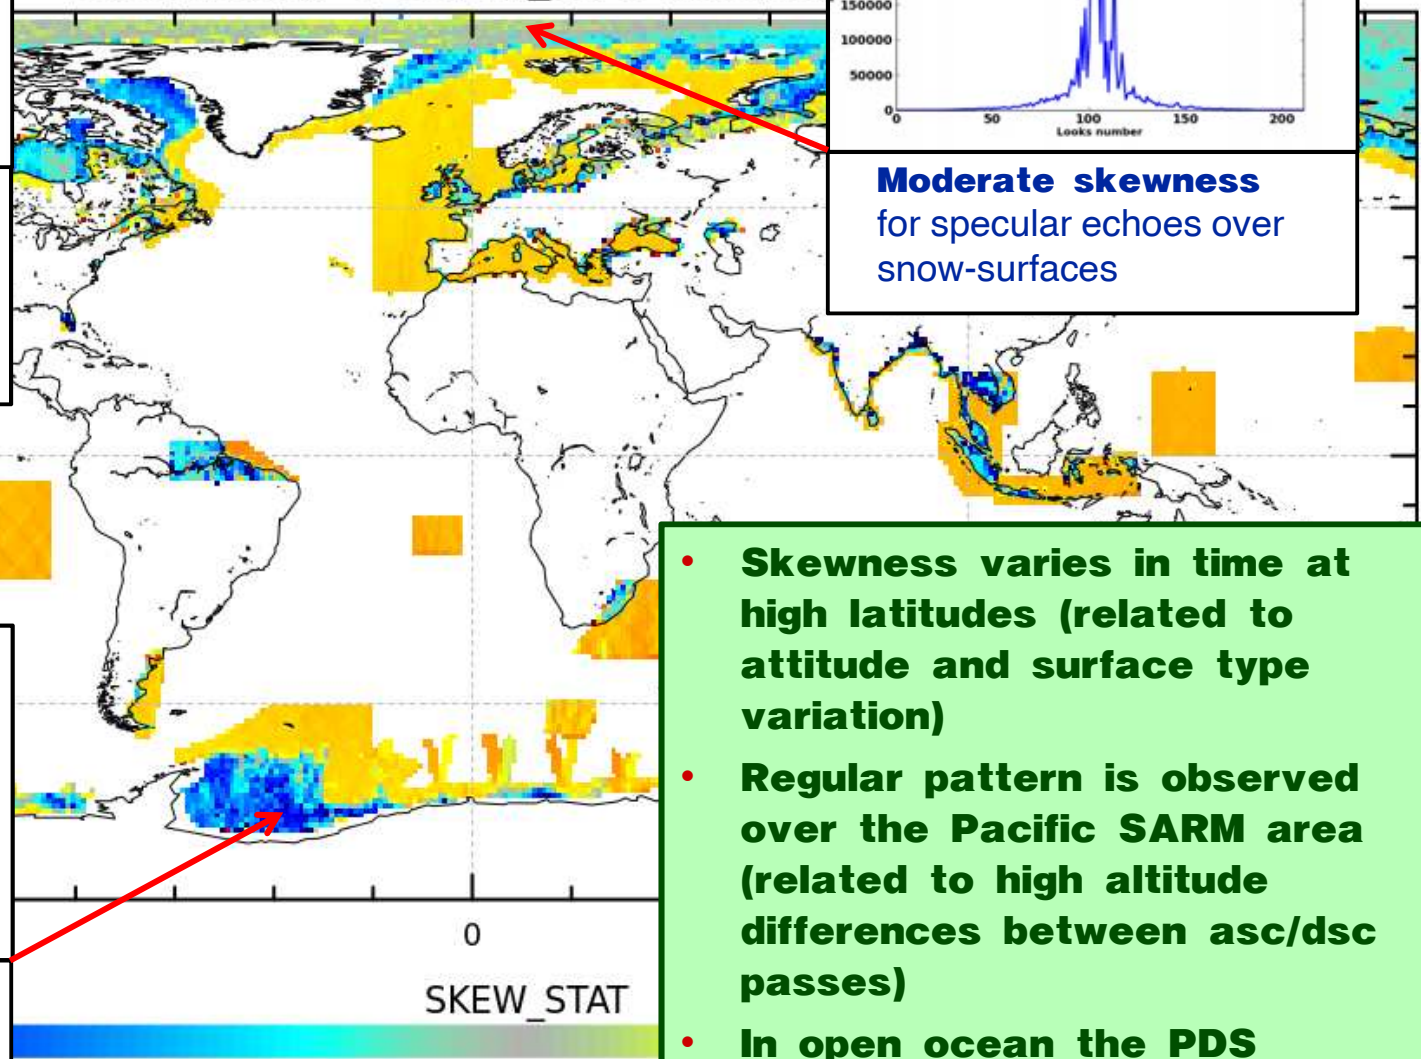 150000
100000
50000
0
0 50 100 150 200
Looks number
Moderate skewness
for specular echoes over
snow-surfaces
• Skewness varies in time at
high latitudes (related to
attitude and surface type
variation)
• Regular pattern is observed
over the Pacific SARM area
(related to high altitude
differences between asc/dsc
passes)
• In open ocean the PDS
0
SKEW_STAT